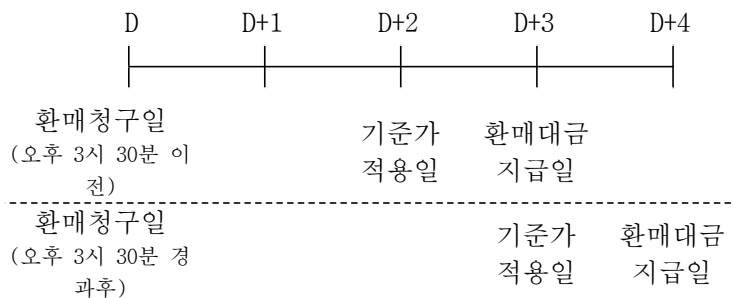 D D+1 D+2 D+3 D+4
환매청구일
(오후 3시 30분 이
전)
기준가
적용일
환매대금
지급일
환매청구일
(오후 3시 30분 경
과후)
기준가
적용일
환매대금
지급일